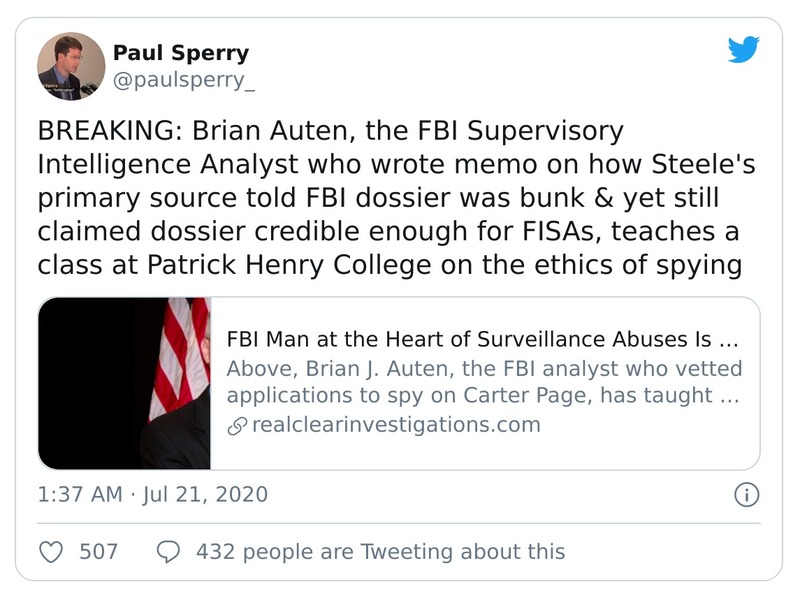 Paul Sperry
@paulsperry_
BREAKING: Brian Auten, the FBI Supervisory
Intelligence Analyst who wrote memo on how Steele's
primary source told FBI dossier was bunk & yet still
claimed dossier credible enough for FISAs, teaches a
class at Patrick Henry College on the ethics of spying
FBI Man at the Heart of Surveillance Abuses Is ...
Above, Brian J. Auten, the FBI analyst who vetted
applications to spy on Carter Page, has taught ...
realclearinvestigations.com
1:37 AM · Jul 21, 2020
507
432 people are Tweeting about this